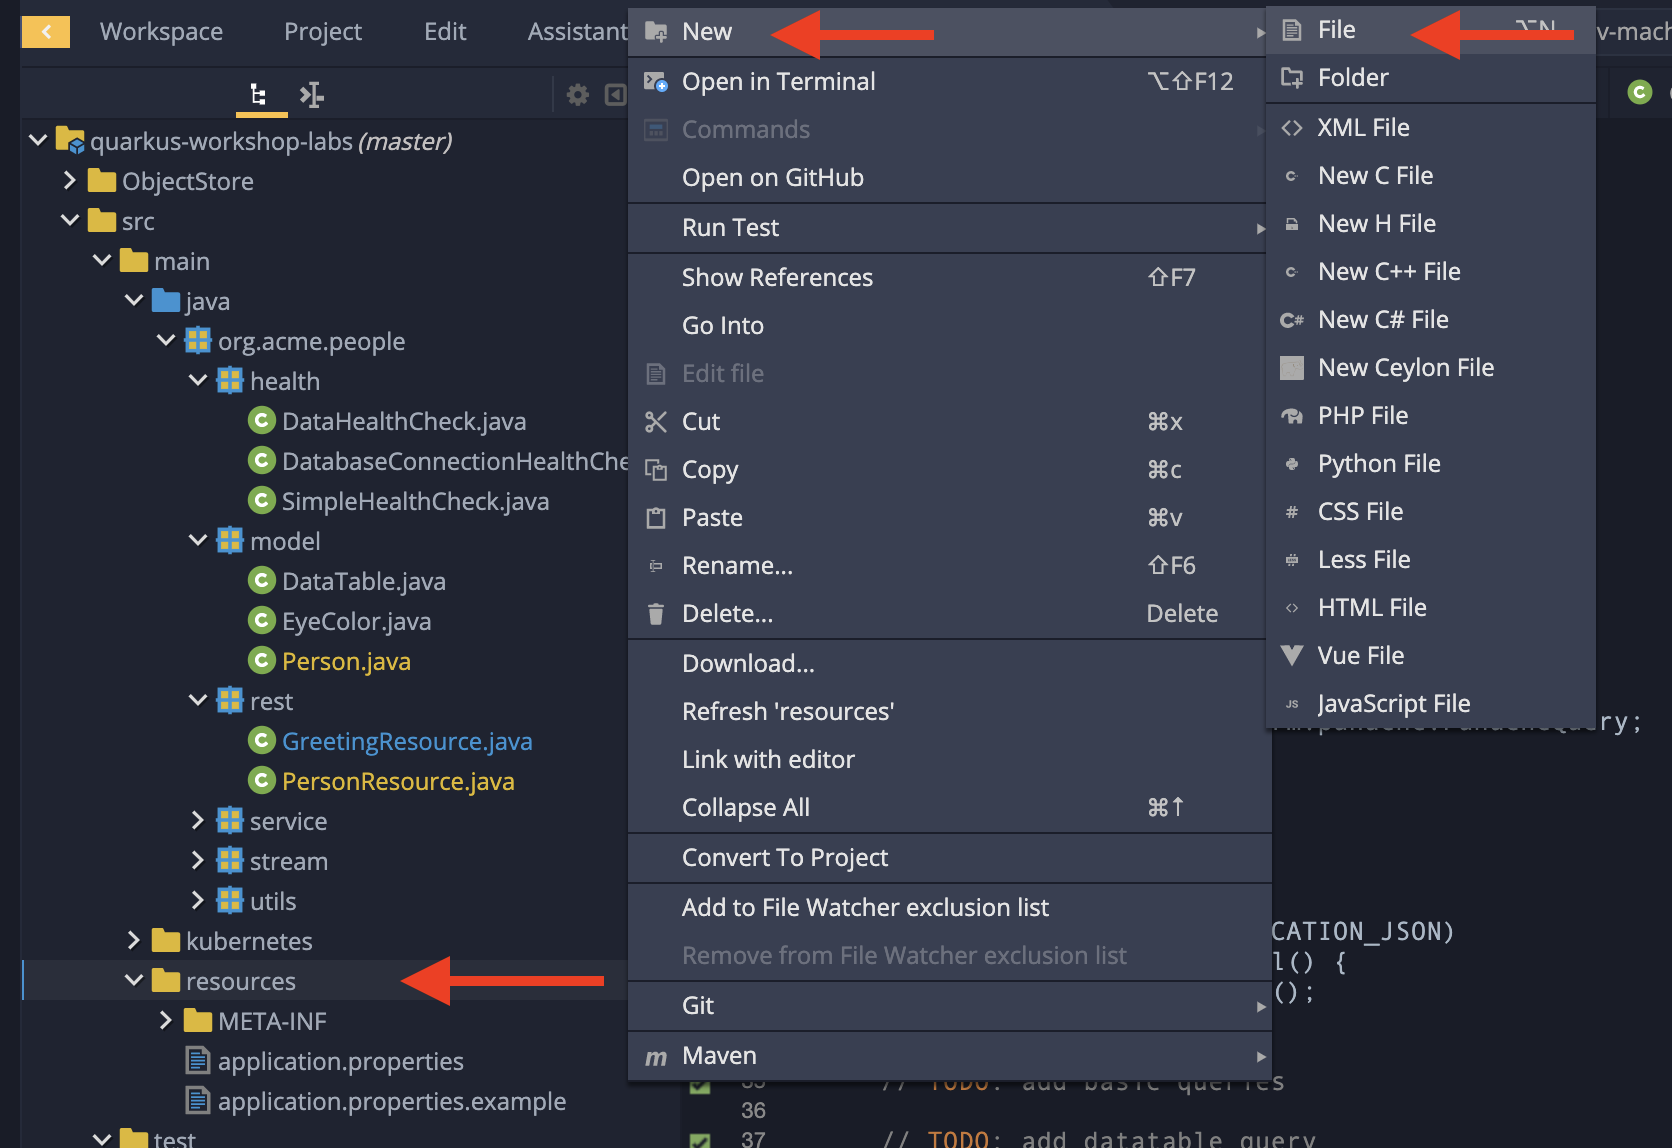 Workspace
Project
Edit
Assistant
quarkus-workshop-labs (master)
ObjectStore
src
main
java
org.acme.people
health
DataHealthCheck.java
DatabaseConnectionHealthChe
SimpleHealthCheck.java
model
DataTable.java
EyeColor.java
Person.java
rest
GreetingResource.java
PersonResource.java
service
stream
utils
kubernetes
resources
META-INF
application.properties
application.properties.example
test
New
Open in Terminal ⌥⇧F12
Commands
Open on GitHub
Run Test
Show References ⇧F7
Go Into
Edit file
Cut ⌘x
Copy ⌘c
Paste ⌘v
Rename... ⇧F6
Delete... Delete
Download...
Refresh 'resources'
Link with editor
Collapse All ⌘↑
Convert To Project
Add to File Watcher exclusion list
Remove from File Watcher exclusion list
Git
m Maven
File ⌥N
Folder
XML File
New C File
New H File
New C++ File
C# New C# File
New Ceylon File
PHP File
Python File
# CSS File
Less File
HTML File
Vue File
JS JavaScript File
v-mach
ry;
CATION_JSON)
l() {
();
35 // TODO: add basic queries
36
37 // TODO: add datatable query